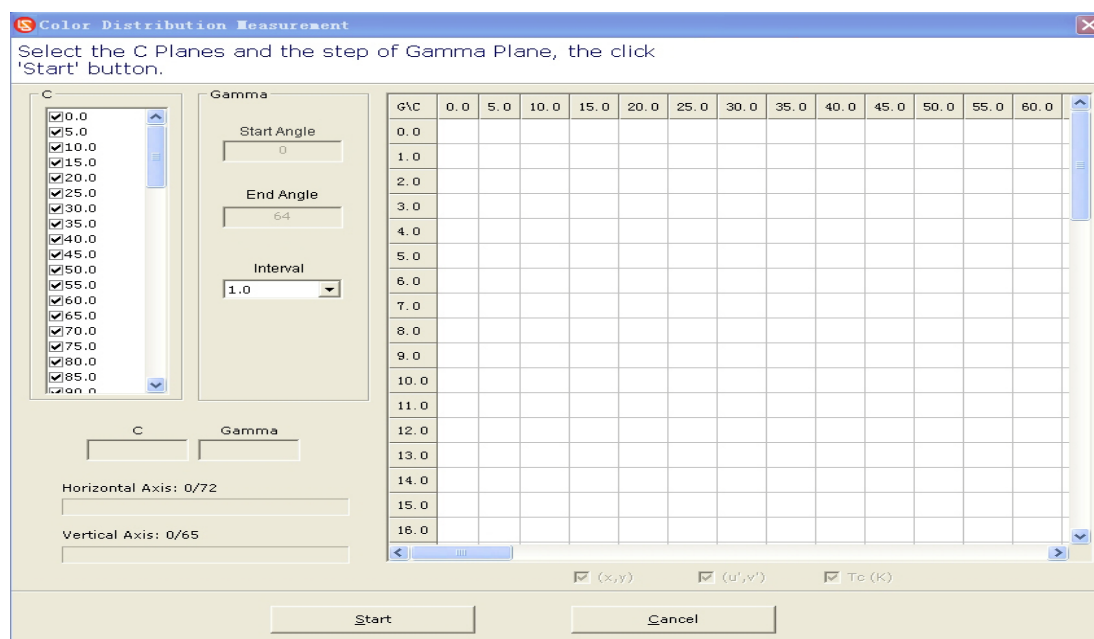 Color Distribution Measurement
Select the C Planes and the step of Gamma Plane, the click
'Start' button.
C
0.0
5.0
10.0
15.0
20.0
25.0
30.0
35.0
40.0
45.0
50.0
55.0
60.0
65.0
70.0
75.0
80.0
85.0
90.0
Gamma
Start Angle
0
End Angle
64
Interval
1.0
C Gamma
Horizontal Axis: 0/72
Vertical Axis: 0/65
G\C 0.0 5.0 10.0 15.0 20.0 25.0 30.0 35.0 40.0 45.0 50.0 55.0 60.0
0.0
1.0
2.0
3.0
4.0
5.0
6.0
7.0
8.0
9.0
10.0
11.0
12.0
13.0
14.0
15.0
16.0
(x,y) (u',v') Tc(K)
Start Cancel